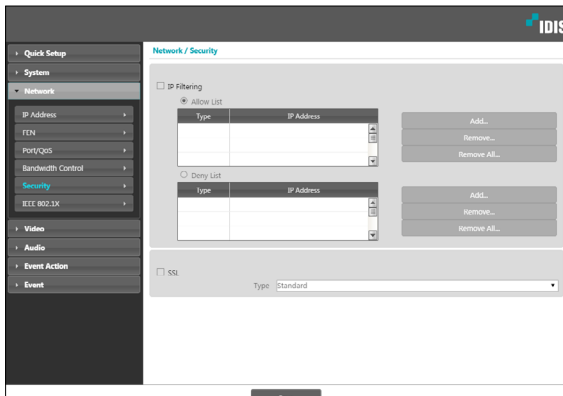 IDIS
Quick Setup
System
Network
IP Address
FEN
Port/QoS
Bandwidth Control
Security
IEEE 802.1X
Video
Audio
Event Action
Event
Network / Security
IP Filtering
Allow List
Type IP Address
Add...
Remove...
Remove All...
Deny List
Type IP Address
Add...
Remove...
Remove All...
SSL
Type Standard